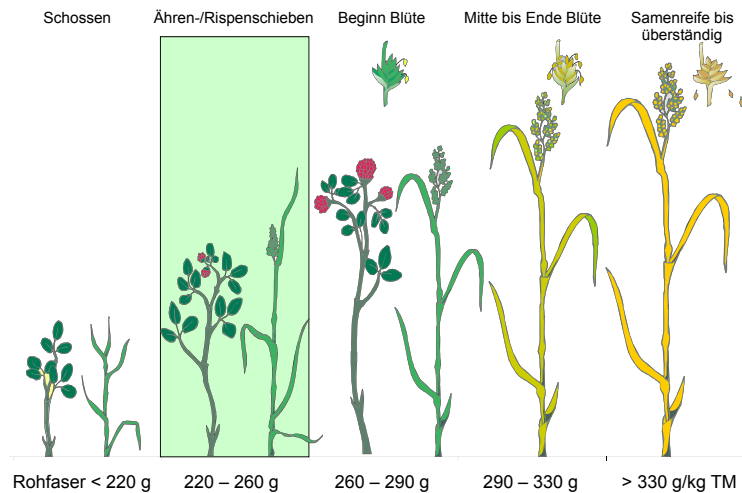 Schossen
Ähren-/Rispenschieben
Beginn Blüte
Mitte bis Ende Blüte
Samenreife bis
überständig
Rohfaser < 220 g
220 – 260 g
260 – 290 g
290 – 330 g
> 330 g/kg TM